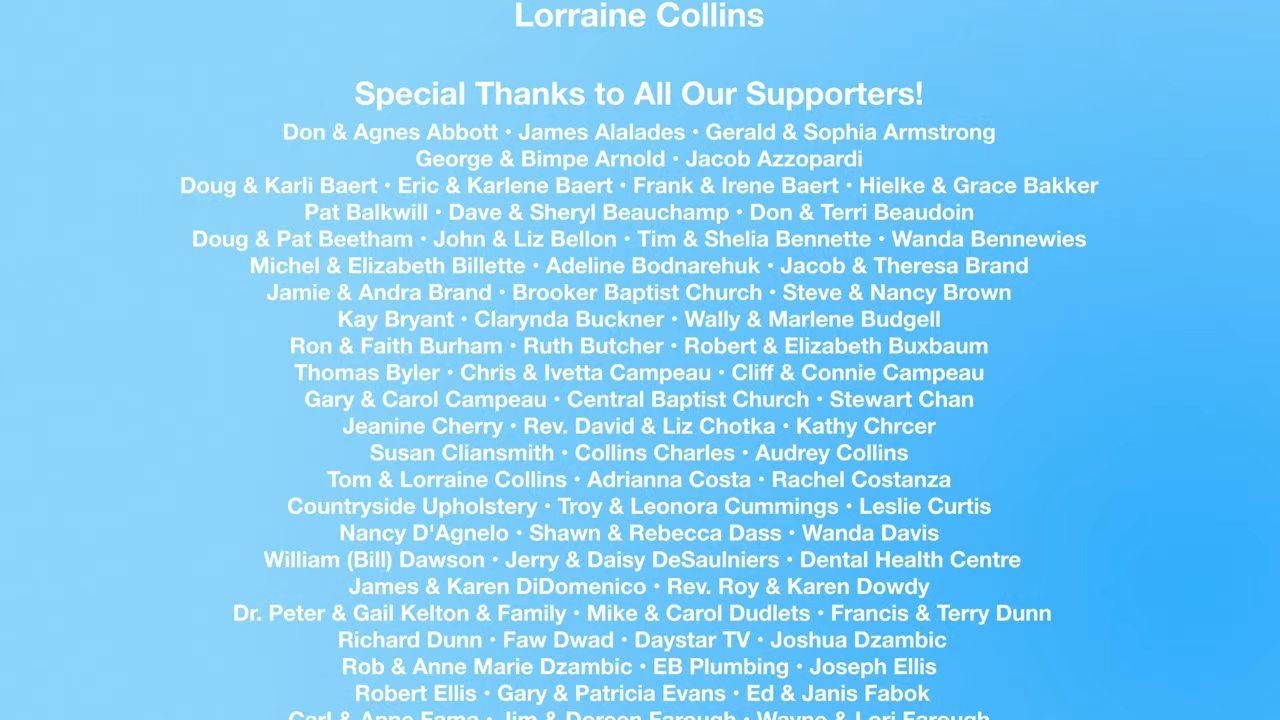 Lorraine Collins
Special Thanks to All Our Supporters!
Don & Agnes Abbott • James Alalades • Gerald & Sophia Armstrong
George & Bimpe Arnold • Jacob Azzopardi
Doug & Karli Baert • Eric & Karlene Baert • Frank & Irene Baert • Hielke & Grace Bakker
Pat Balkwill • Dave & Sheryl Beauchamp • Don & Terri Beaudoin
Doug & Pat Beetham • John & Liz Bellon • Tim & Shelia Bennette • Wanda Bennewies
Michel & Elizabeth Billette • Adeline Bodnarehuk • Jacob & Theresa Brand
Jamie & Andra Brand • Brooker Baptist Church • Steve & Nancy Brown
Kay Bryant • Clarynda Buckner • Wally & Marlene Budgell
Ron & Faith Burham • Ruth Butcher • Robert & Elizabeth Buxbaum
Thomas Byler • Chris & Ivetta Campeau • Cliff & Connie Campeau
Gary & Carol Campeau • Central Baptist Church • Stewart Chan
Jeanine Cherry • Rev. David & Liz Chotka • Kathy Chrcer
Susan Cliansmith • Collins Charles • Audrey Collins
Tom & Lorraine Collins • Adrianna Costa • Rachel Costanza
Countryside Upholstery • Troy & Leonora Cummings • Leslie Curtis
Nancy D'Agnelo • Shawn & Rebecca Dass • Wanda Davis
William (Bill) Dawson • Jerry & Daisy DeSaulniers • Dental Health Centre
James & Karen DiDomenico • Rev. Roy & Karen Dowdy
Dr. Peter & Gail Kelton & Family • Mike & Carol Dudlets • Francis & Terry Dunn
Richard Dunn • Faw Dwad • Daystar TV • Joshua Dzambic
Rob & Anne Marie Dzambic • EB Plumbing • Joseph Ellis
Robert Ellis • Gary & Patricia Evans • Ed & Janis Fabok
Carl & Anne Fama • Jim & Doreen Farough • Wayne & Lori Farough